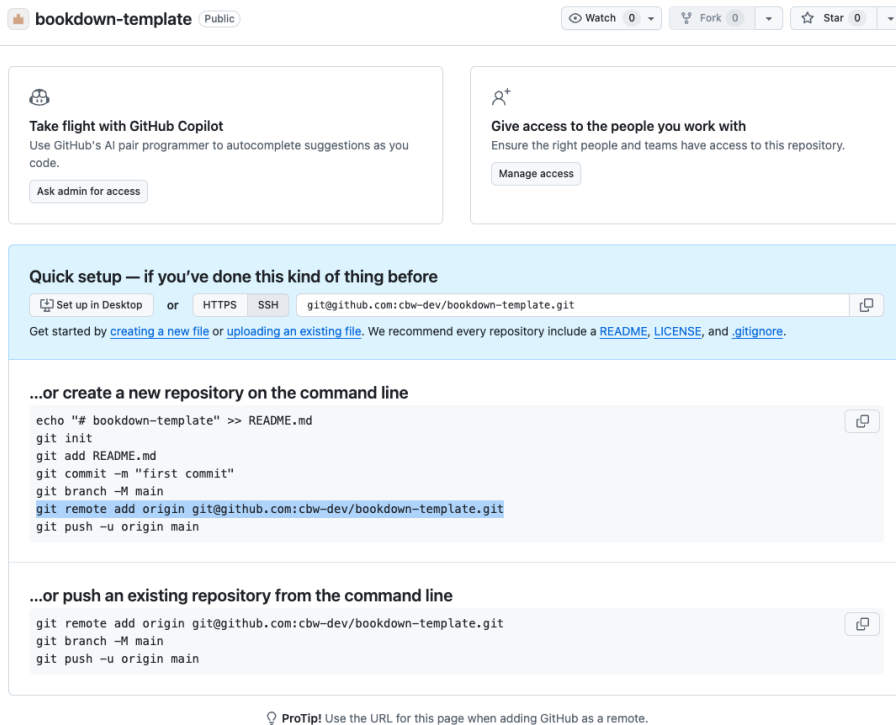 bookdown-template Public
Watch 0
Fork 0
Star 0
Take flight with GitHub Copilot
Use GitHub's AI pair programmer to autocomplete suggestions as you
code.
Ask admin for access
Give access to the people you work with
Ensure the right people and teams have access to this repository.
Manage access
Quick setup — if you've done this kind of thing before
Set up in Desktop or HTTPS SSH git@github.com:cbw-dev/bookdown-template.git
Get started by creating a new file or uploading an existing file. We recommend every repository include a README, LICENSE, and .gitignore.
...or create a new repository on the command line
echo "# bookdown-template" >> README.md
git init
git add README.md
git commit -m "first commit"
git branch -M main
git remote add origin git@github.com:cbw-dev/bookdown-template.git
git push -u origin main
...or push an existing repository from the command line
git remote add origin git@github.com:cbw-dev/bookdown-template.git
git branch -M main
git push -u origin main
ProTip! Use the URL for this page when adding GitHub as a remote.